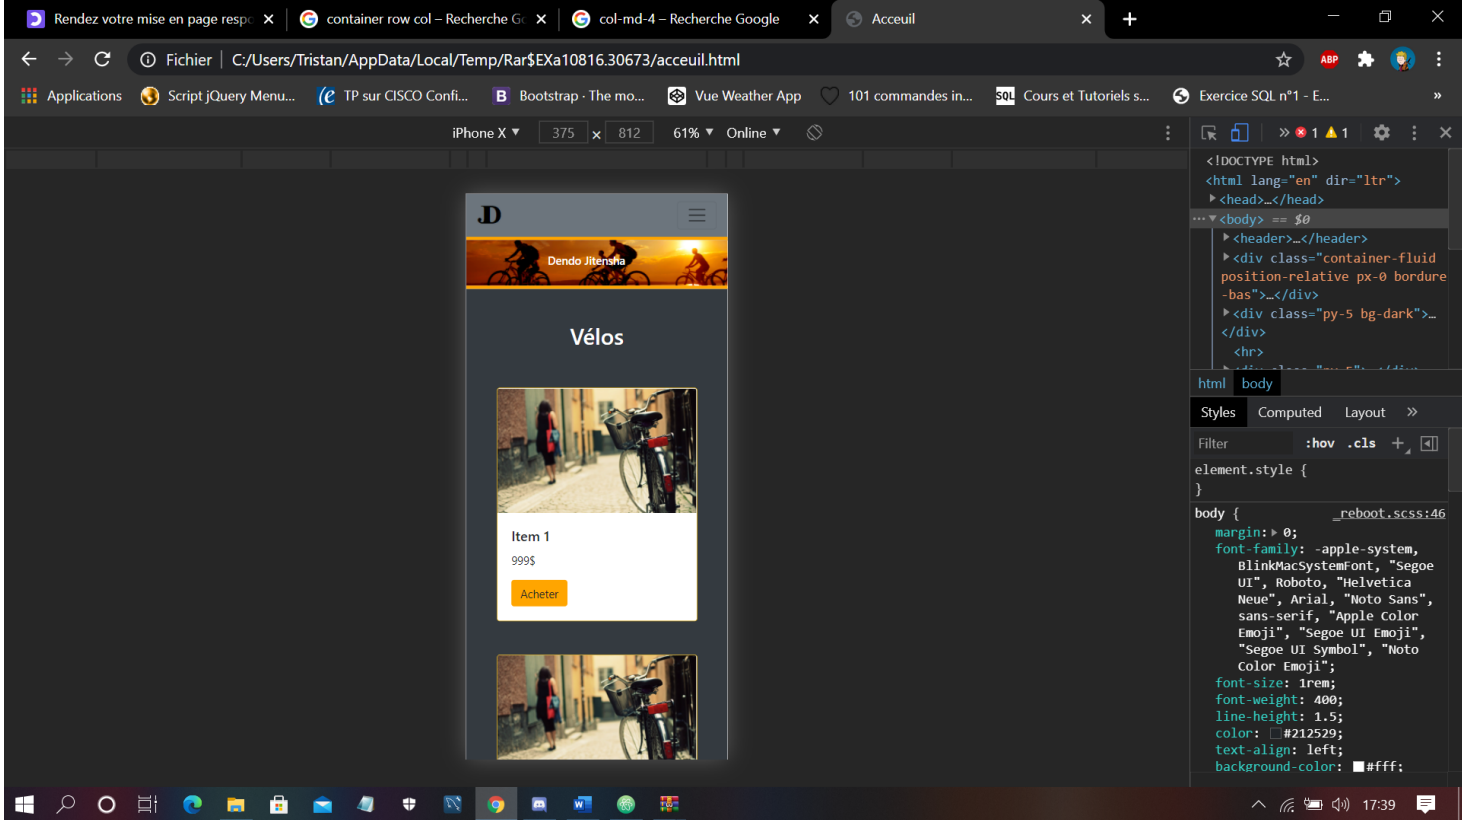 Rendez votre mise en page respo
container row col – Recherche Go
col-md-4 – Recherche Google
Acceuil
Fichier
C:/Users/Tristan/AppData/Local/Temp/Rar$EXa10816.30673/acceuil.html
ABP
Applications
Script jQuery Menu...
TP sur CISCO Confi...
B Bootstrap · The mo...
Vue Weather App
101 commandes in...
SQL Cours et Tutoriels s...
Exercice SQL n°1 - E...
»
iPhone X ▼ 375 x 812 61% ▼ Online ▼
» 1 1
JD
Dendo Jitensha
Vélos
Item 1
999$
Acheter
<!DOCTYPE html>
<html lang="en" dir="ltr">
<head>…</head>
<body> == $0
<header>…</header>
<div class="container-fluid
position-relative px-0 bordure
-bas">…</div>
<div class="py-5 bg-dark">…
</div>
<hr>
html body
Styles Computed Layout »
Filter :hov .cls +
element.style {
}
body { _reboot.scss:46
margin: 0;
font-family: -apple-system,
BlinkMacSystemFont, "Segoe
UI", Roboto, "Helvetica
Neue", Arial, "Noto Sans",
sans-serif, "Apple Color
Emoji", "Segoe UI Emoji",
"Segoe UI Symbol", "Noto
Color Emoji";
font-size: 1rem;
font-weight: 400;
line-height: 1.5;
color: #212529;
text-align: left;
background-color: #fff;
17:39